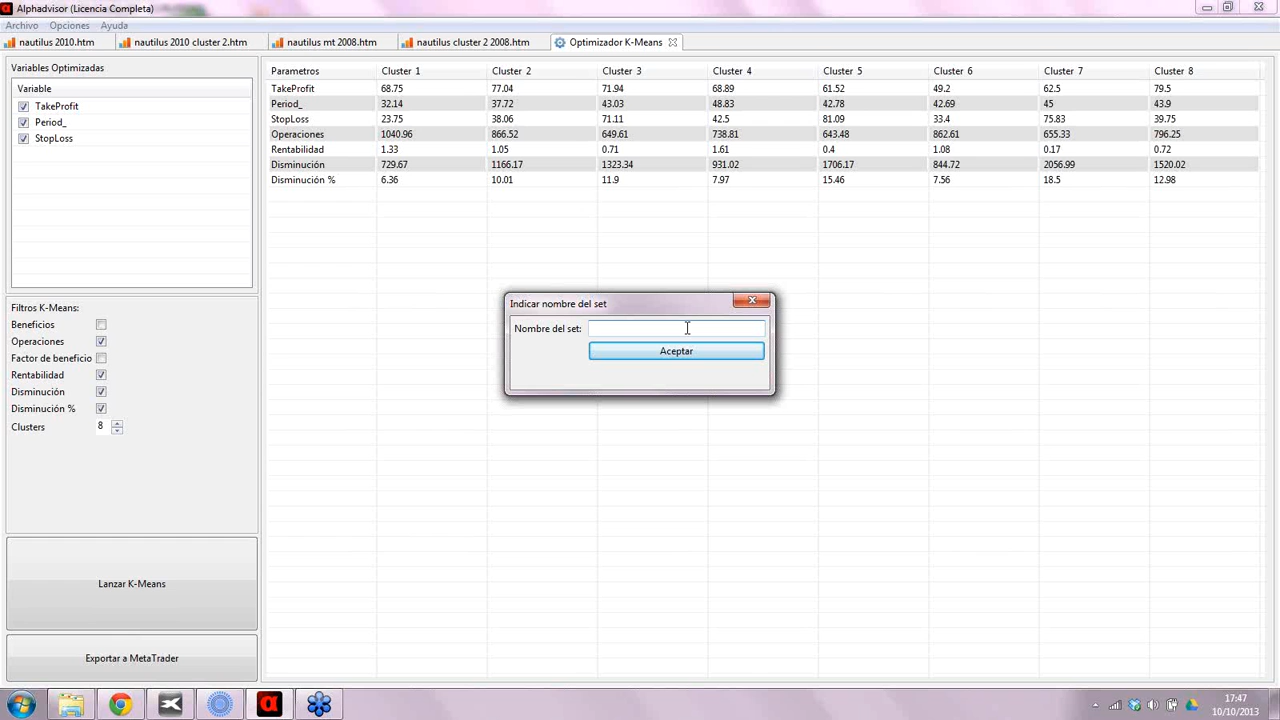 Alphadvisor (Licencia Completa)
Archivo Opciones Ayuda
nautilus 2010.htm nautilus 2010 cluster 2.htm nautilus mt 2008.htm nautilus cluster 2 2008.htm Optimizador K-Means
Variables Optimizadas
Variable
TakeProfit
Period_
StopLoss
Parametros Cluster 1 Cluster 2 Cluster 3 Cluster 4 Cluster 5 Cluster 6 Cluster 7 Cluster 8
TakeProfit 68.75 77.04 71.94 68.89 61.52 49.2 62.5 79.5
Period_ 32.14 37.72 43.03 48.83 42.78 42.69 45 43.9
StopLoss 23.75 38.06 71.11 42.5 81.09 33.4 75.83 39.75
Operaciones 1040.96 866.52 649.61 738.81 643.48 862.61 655.33 796.25
Rentabilidad 1.33 1.05 0.71 1.61 0.4 1.08 0.17 0.72
Disminución 729.67 1166.17 1323.34 931.02 1706.17 844.72 2056.99 1520.02
Disminución % 6.36 10.01 11.9 7.97 15.46 7.56 18.5 12.98
Indicar nombre del set
Nombre del set:
Aceptar
Filtros K-Means:
Beneficios
Operaciones
Factor de beneficio
Rentabilidad
Disminución
Disminución %
Clusters 8
Lanzar K-Means
Exportar a MetaTrader
17:47
10/10/2013